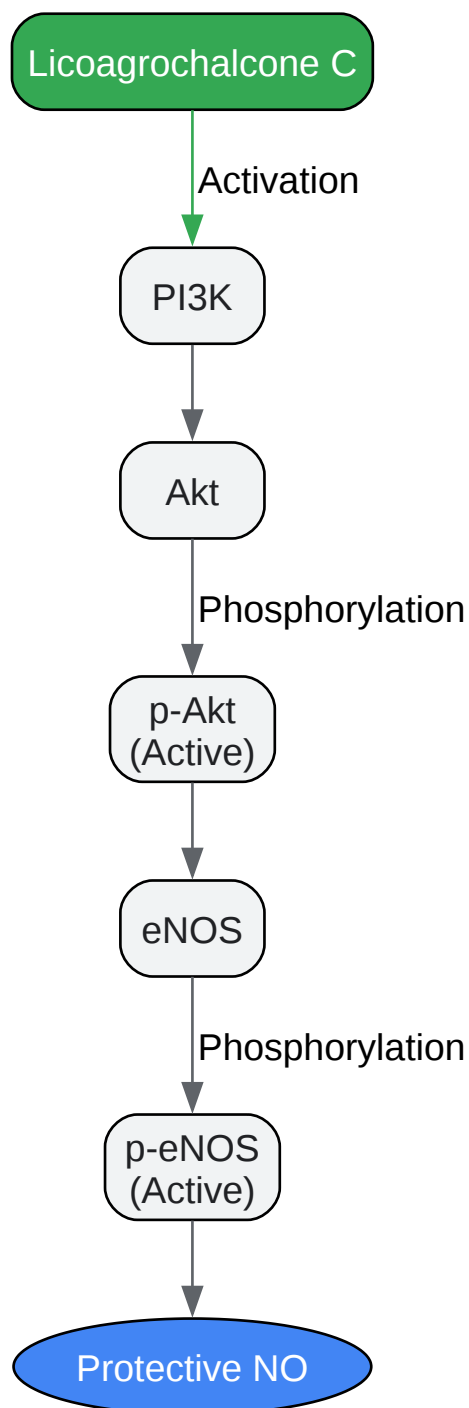 Licoagrochalcone C
Activation
PI3K
Akt
Phosphorylation
p-Akt
(Active)
eNOS
Phosphorylation
p-eNOS
(Active)
Protective NO